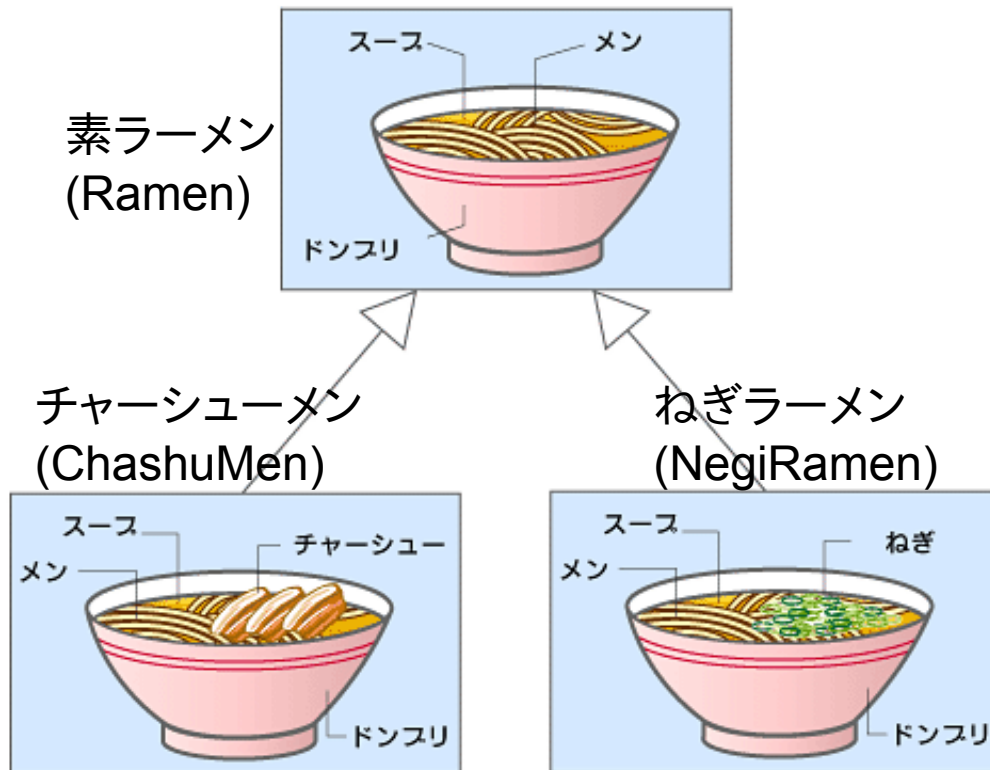 スープ
メン
素ラーメン
(Ramen)
ドンブリ
チャーシューメン
(ChashuMen)
ねぎラーメン
(NegiRamen)
スープ
チャーシュー
メン
ドンブリ
スープ
ねぎ
メン
ドンブリ